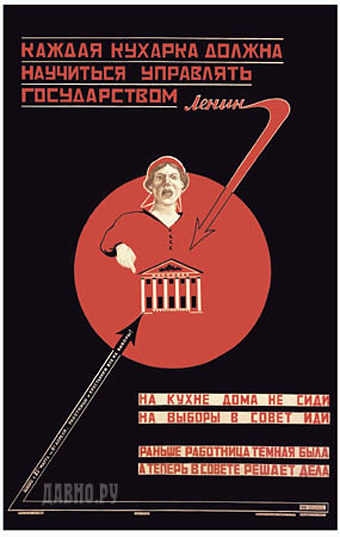 КАЖДАЯ КУХАРКА ДОЛЖНА
НАУЧИТЬСЯ УПРАВЛЯТЬ
ГОСУДАРСТВОМ Ленин
НА КУХНЕ ДОМА НЕ СИДИ
НА ВЫБОРЫ В СОВЕТ ИДИ
РАНЬШЕ РАБОТНИЦА ТЕМНАЯ БЫЛА
А ТЕПЕРЬ В СОВЕТЕ РЕШАЕТ ДЕЛА
ДАВНО.РУ